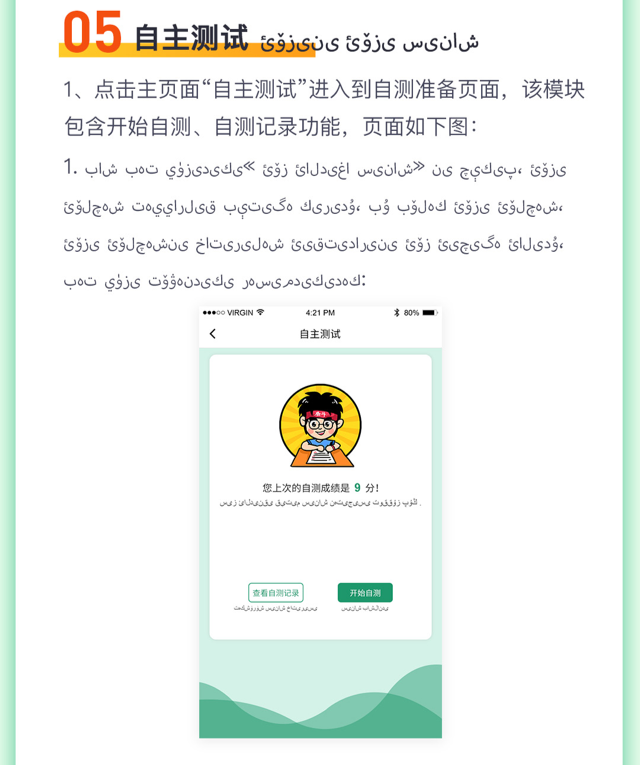 05 自主测试 ئۆزىنى ئۆزى سىناش
1、点击主页面“自主测试”进入到自测准备页面，该模块
包含开始自测、自测记录功能，页面如下图：
1. باش بەت يۈزىدىكى« ئۆز ئالدىغا سىناش» نى چېكىپ، ئۆزى
ئۆلچەش تەييارلىق بېتىگە كىرىدۇ، بۇ بۆلەك ئۆزى ئۆلچەش،
ئۆزى ئۆلچەشنى خاتىرىلەش ئىقتىدارىنى ئۆز ئىچىگە ئالىدۇ،
بەت يۈزى تۆۋەندىكى رەسىمدىكىدەك:
VIRGIN 4:21 PM 80%
自主测试
您上次的自测成绩是 9 分！
سىز ئالدىنقى قېتىم سىناش نەتىجىسى توققۇز
查看自测记录 开始自测
سىناش خاتىرىسى سىناش باشلاندى